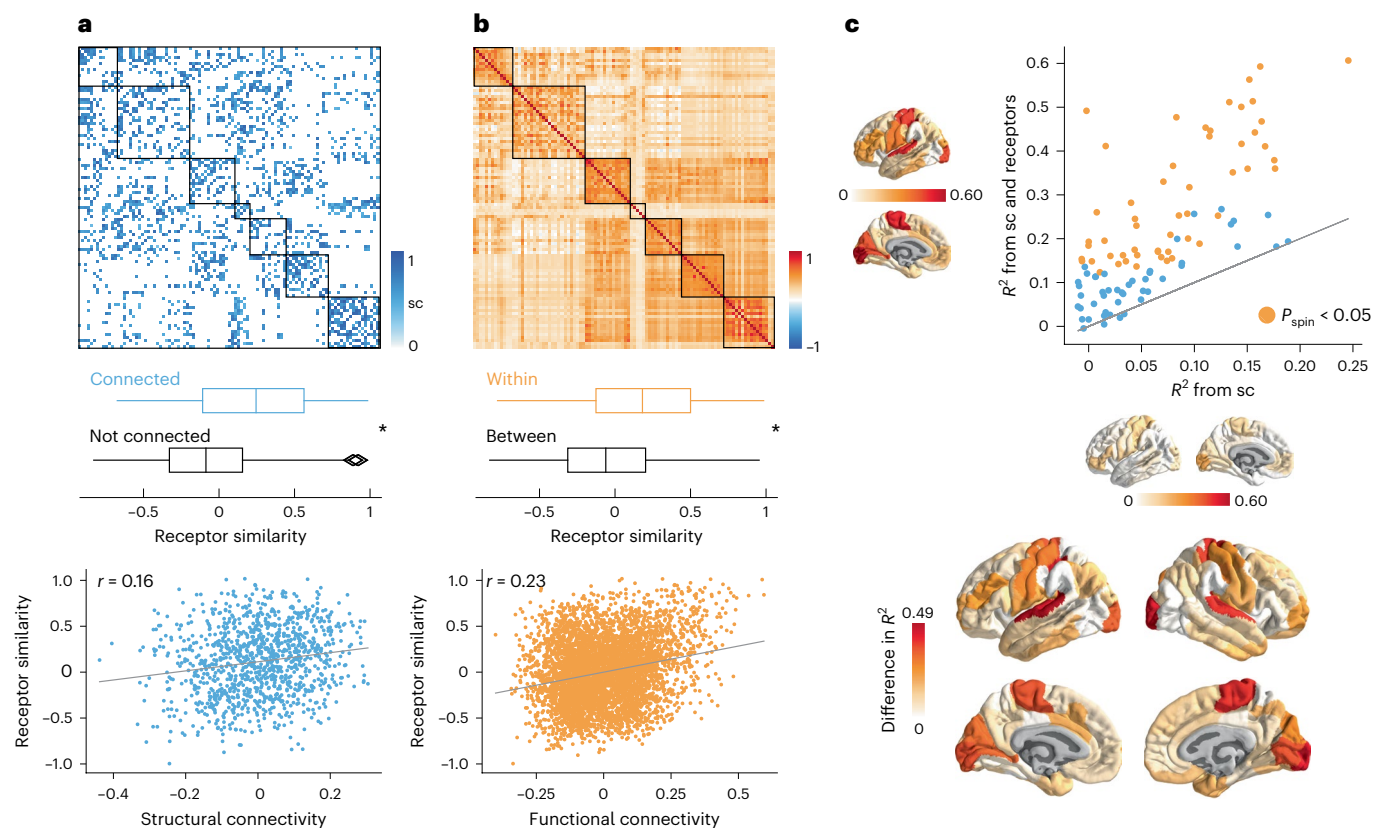 a
1
sc
0
Connected
Not connected
*
−0.5
0
0.5
1
Receptor similarity
r = 0.16
1.0
0.5
0
−0.5
−1.0
Receptor similarity
−0.4
−0.2
0
0.2
Structural connectivity
b
1
−1
Within
Between
*
−0.5
0
0.5
1
Receptor similarity
r = 0.23
1.0
0.5
0
−0.5
−1.0
Receptor similarity
−0.25
0
0.25
0.5
Functional connectivity
c
0
0.60
R² from sc and receptors
0.6
0.5
0.4
0.3
0.2
0.1
0
P_spin < 0.05
0
0.05
0.10
0.15
0.20
0.25
R² from sc
0
0.60
Difference in R²
0.49
0